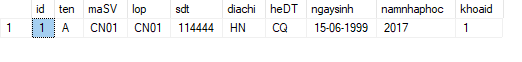 id ten maSV lop sdt diachi heDT ngaysinh namnhaphoc khoaid
1 1 A CN01 CN01 114444 HN CQ 15-06-1999 2017 1